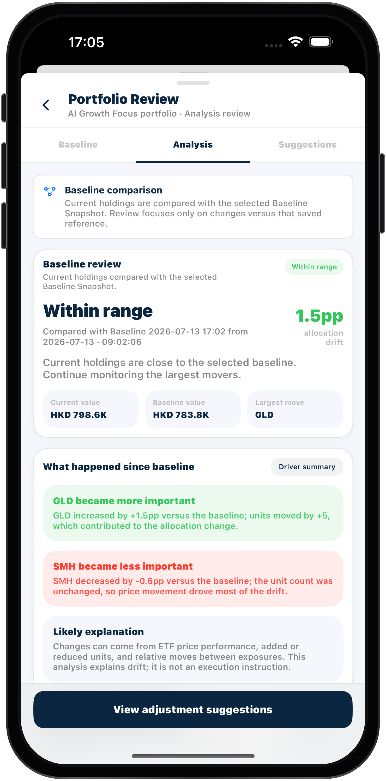 17:05
Portfolio Review
AI Growth Focus portfolio · Analysis review
Baseline
Analysis
Suggestions
Baseline comparison
Current holdings are compared with the selected Baseline
Snapshot. Review focuses only on changes versus that saved
reference.
Baseline review
Within range
Current holdings compared with the selected
Baseline Snapshot.
Within range
1.5pp
Compared with Baseline 2026-07-13 17:02 from
2026-07-13 · 09:02:06
allocation
drift
Current holdings are close to the selected baseline.
Continue monitoring the largest movers.
Current value
HKD 798.6K
Baseline value
HKD 783.8K
Largest move
GLD
What happened since baseline
Driver summary
GLD became more important
GLD increased by +1.5pp versus the baseline; units moved by +5,
which contributed to the allocation change.
SMH became less important
SMH decreased by -0.6pp versus the baseline; the unit count was
unchanged, so price movement drove most of the drift.
Likely explanation
Changes can come from ETF price performance, added or
reduced units, and relative moves between exposures. This
analysis explains drift; it is not an execution instruction.
View adjustment suggestions